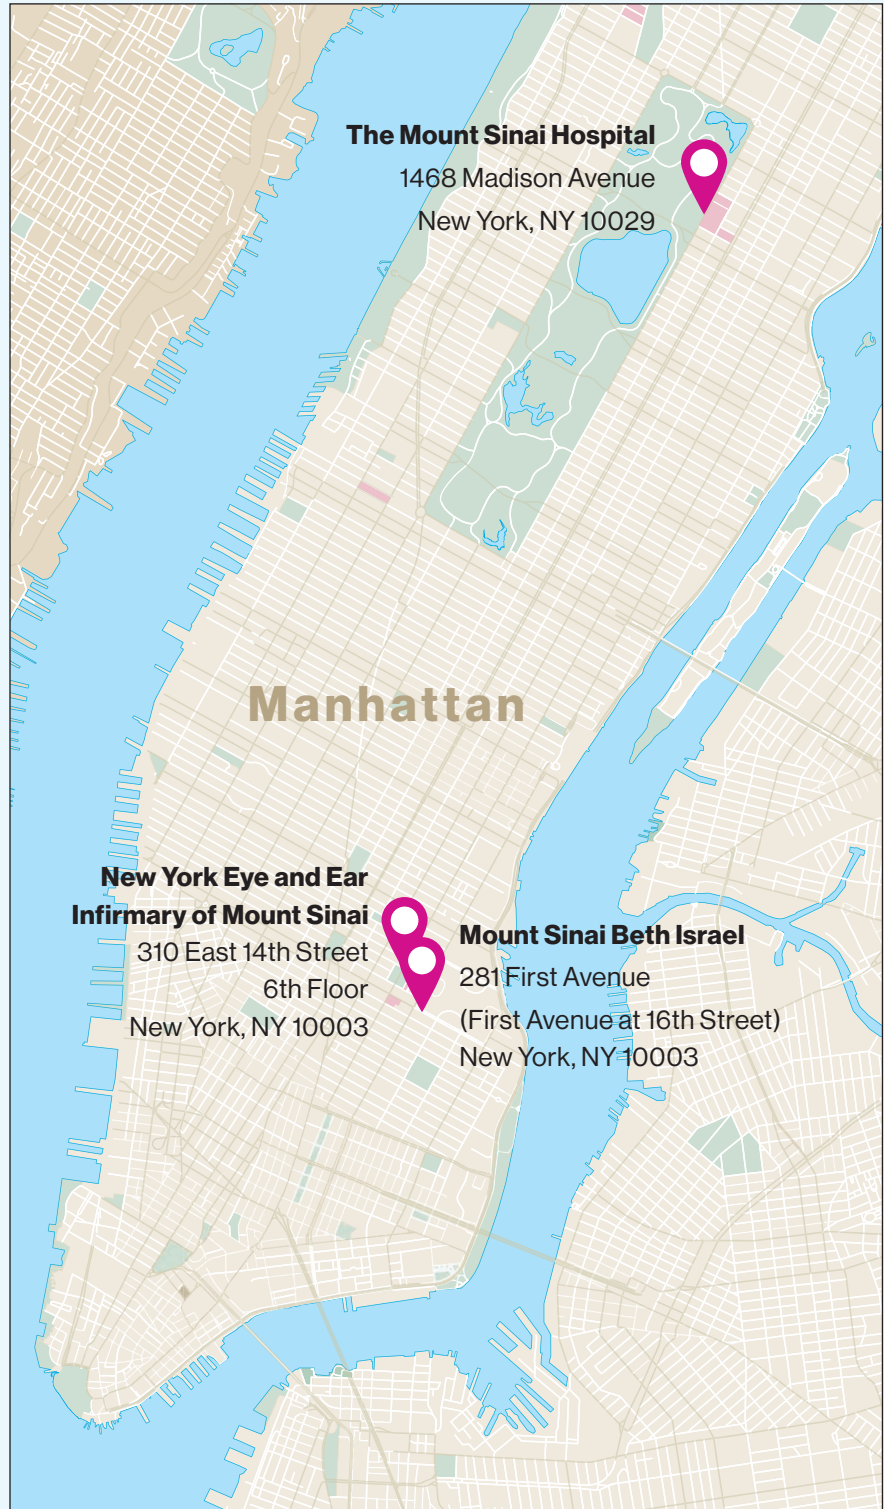 The Mount Sinai Hospital
1468 Madison Avenue
New York, NY 10029
Manhattan
New York Eye and Ear
Infirmary of Mount Sinai
310 East 14th Street
6th Floor
New York, NY 10003
Mount Sinai Beth Israel
281 First Avenue
(First Avenue at 16th Street)
New York, NY 10003